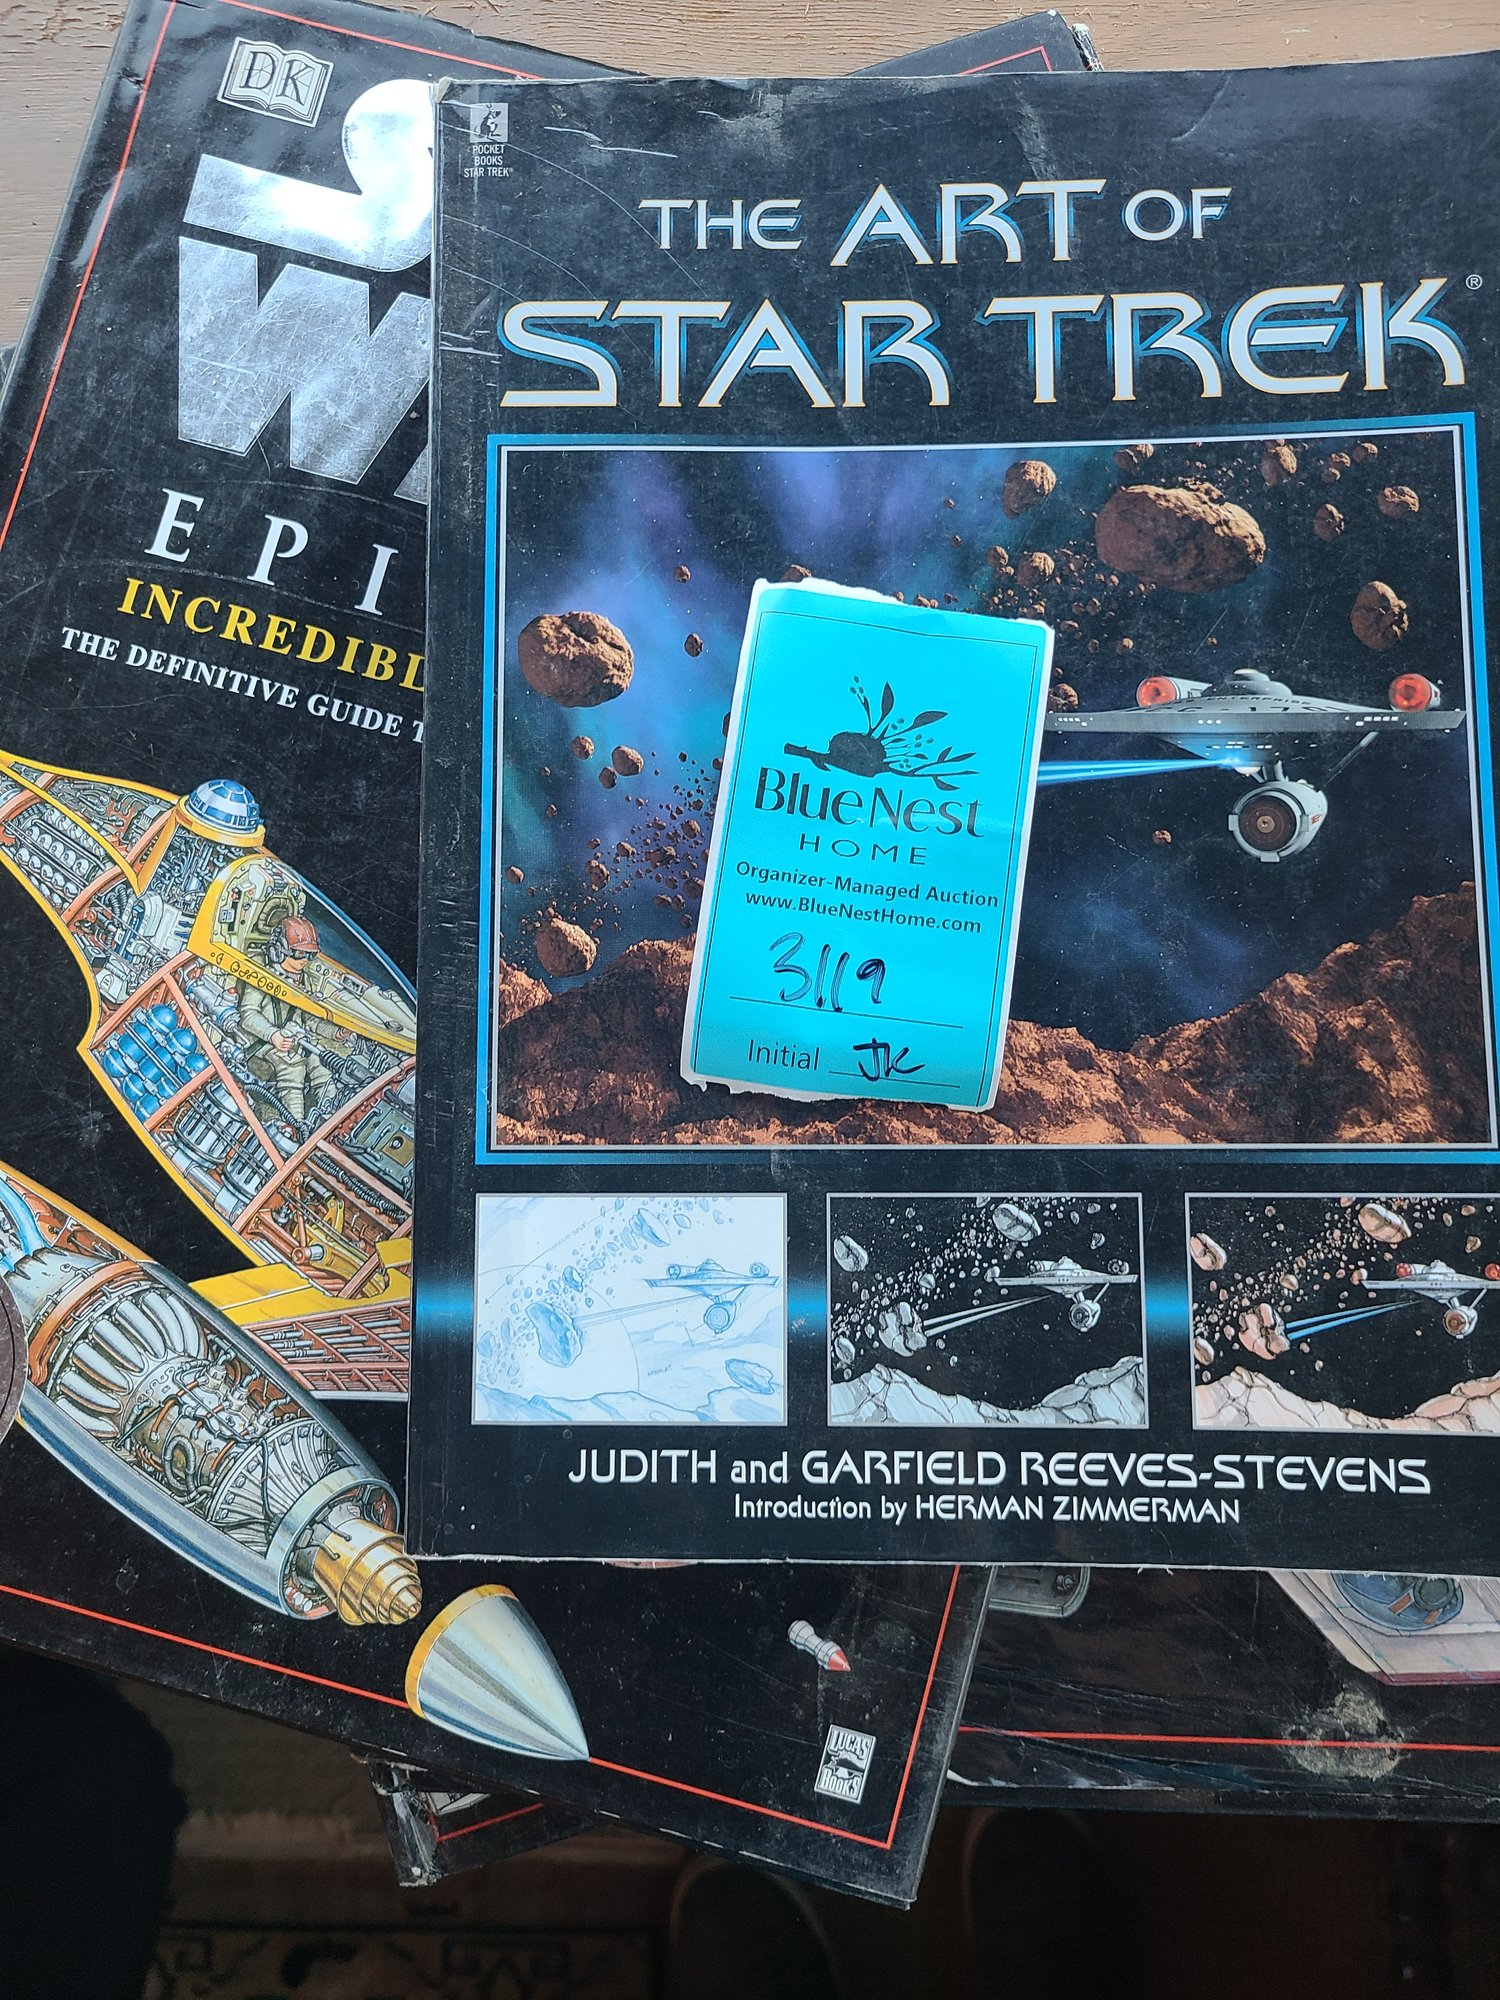 DK
S
WA
EPI
INCREDIBL
THE DEFINITIVE GUIDE T
LUCAS
BOOKS
POCKET
BOOKS
STAR TREK®
THE ART OF
STAR TREK®
BlueNest
HOME
Organizer-Managed Auction
www.BlueNestHome.com
3119
Initial JK
JUDITH and GARFIELD REEVES-STEVENS
Introduction by HERMAN ZIMMERMAN